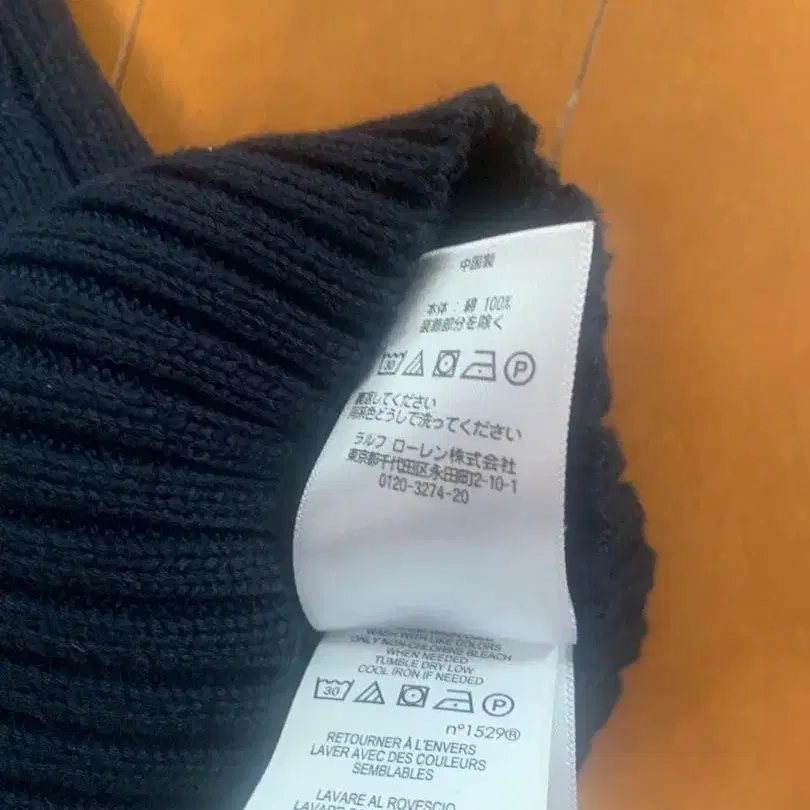 中国製
本体 : 綿 100%
装飾部分を除く
30 P
裏返してください
同系色どうしで洗ってください
ラルフ ローレン株式会社
東京都千代田区永田町2-10-1
0120-3274-20
WASH WITH LIKE COLORS
ONLY NON-CHLORINE BLEACH
WHEN NEEDED
TUMBLE DRY LOW
COOL IRON IF NEEDED
30 P
n°1529®
RETOURNER À L'ENVERS
LAVER AVEC DES COULEURS
SEMBLABLES
LAVARE AL ROVESCIO